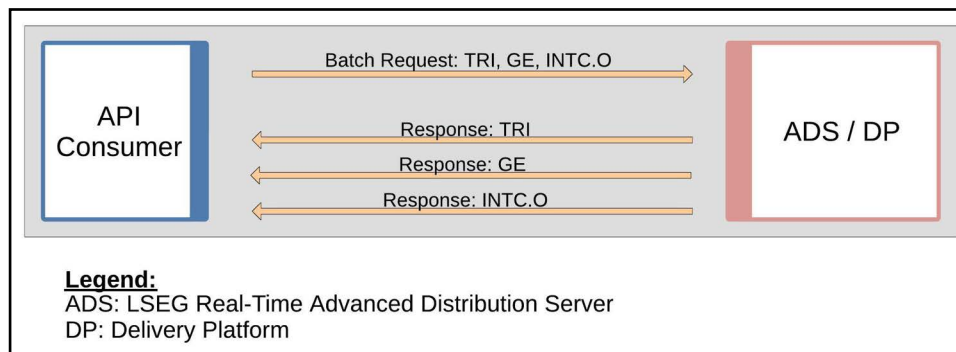 Batch Request: TRI, GE, INTC.O
API
Consumer
Response: TRI
Response: GE
Response: INTC.O
ADS / DP
Legend:
ADS: LSEG Real-Time Advanced Distribution Server
DP: Delivery Platform